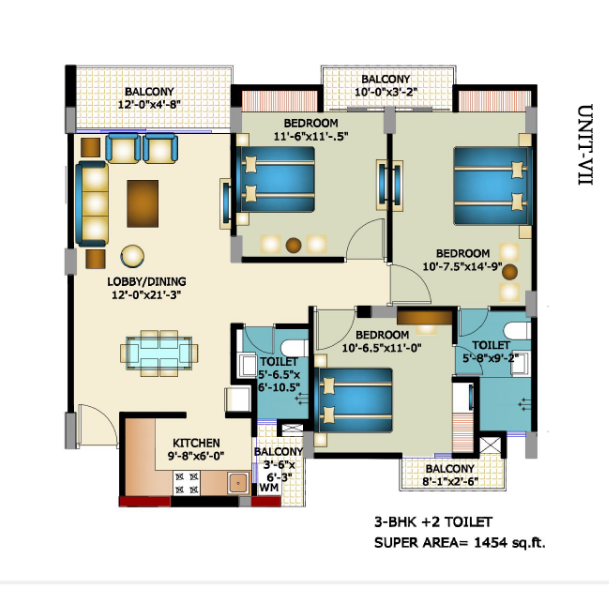 BALCONY
12'-0"x4'-8"
BALCONY
10'-0"x3'-2"
UNIT-VII
BEDROOM
11'-6"x11'-.5"
BEDROOM
10'-7.5"x14'-9"
LOBBY/DINING
12'-0"x21'-3"
BEDROOM
10'-6.5"x11'-0"
TOILET
5'-8"x9'-2"
TOILET
5'-6.5"x
6'-10.5"
KITCHEN
9'-8"x6'-0"
BALCONY
3'-6"x
6'-3"
WM
BALCONY
8'-1"x2'-6"
3-BHK +2 TOILET
SUPER AREA= 1454 sq.ft.